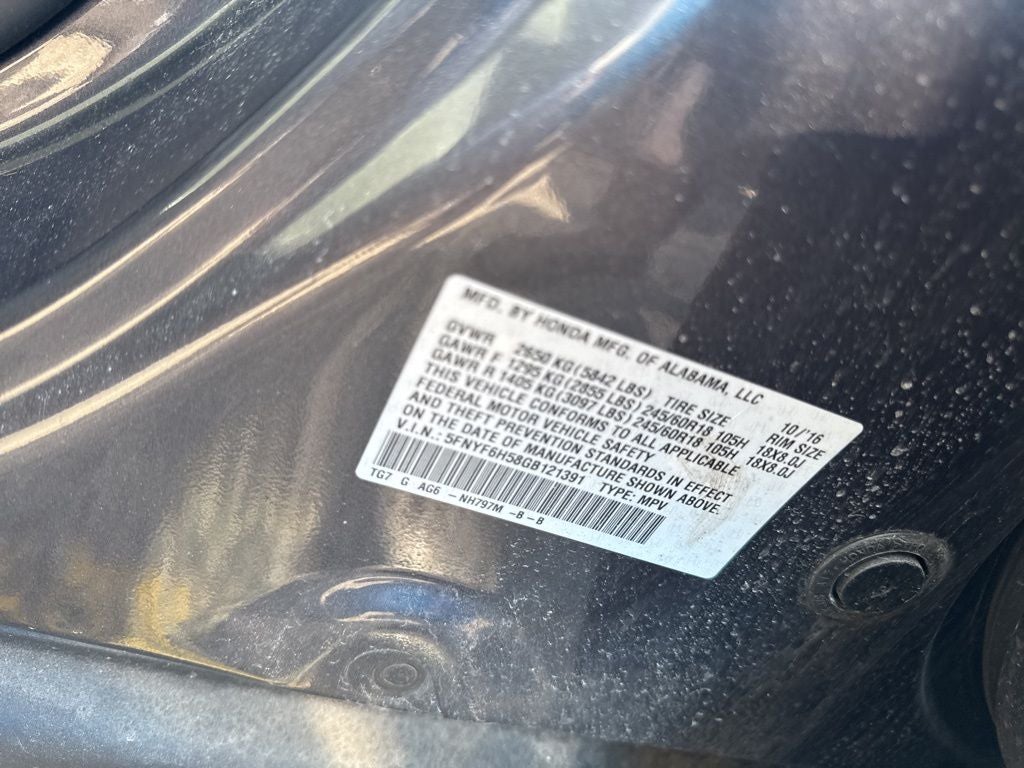 MFD. BY HONDA MFG. OF ALABAMA, LLC 10/'16
GVWR 2650 KG (5842 LBS) TIRE SIZE RIM SIZE
GAWR F. 1295 KG (2855 LBS) 245/60R18 105H 18X8.0J
GAWR R 1405 KG (3097 LBS) 245/60R18 105H 18X8.0J
THIS VEHICLE CONFORMS TO ALL APPLICABLE
FEDERAL MOTOR VEHICLE SAFETY
AND THEFT PREVENTION STANDARDS IN EFFECT
ON THE DATE OF MANUFACTURE SHOWN ABOVE.
V.I.N.: 5FNYF6H58GB121391 TYPE: MPV
TG7 G AG6 -NH797M -B-B